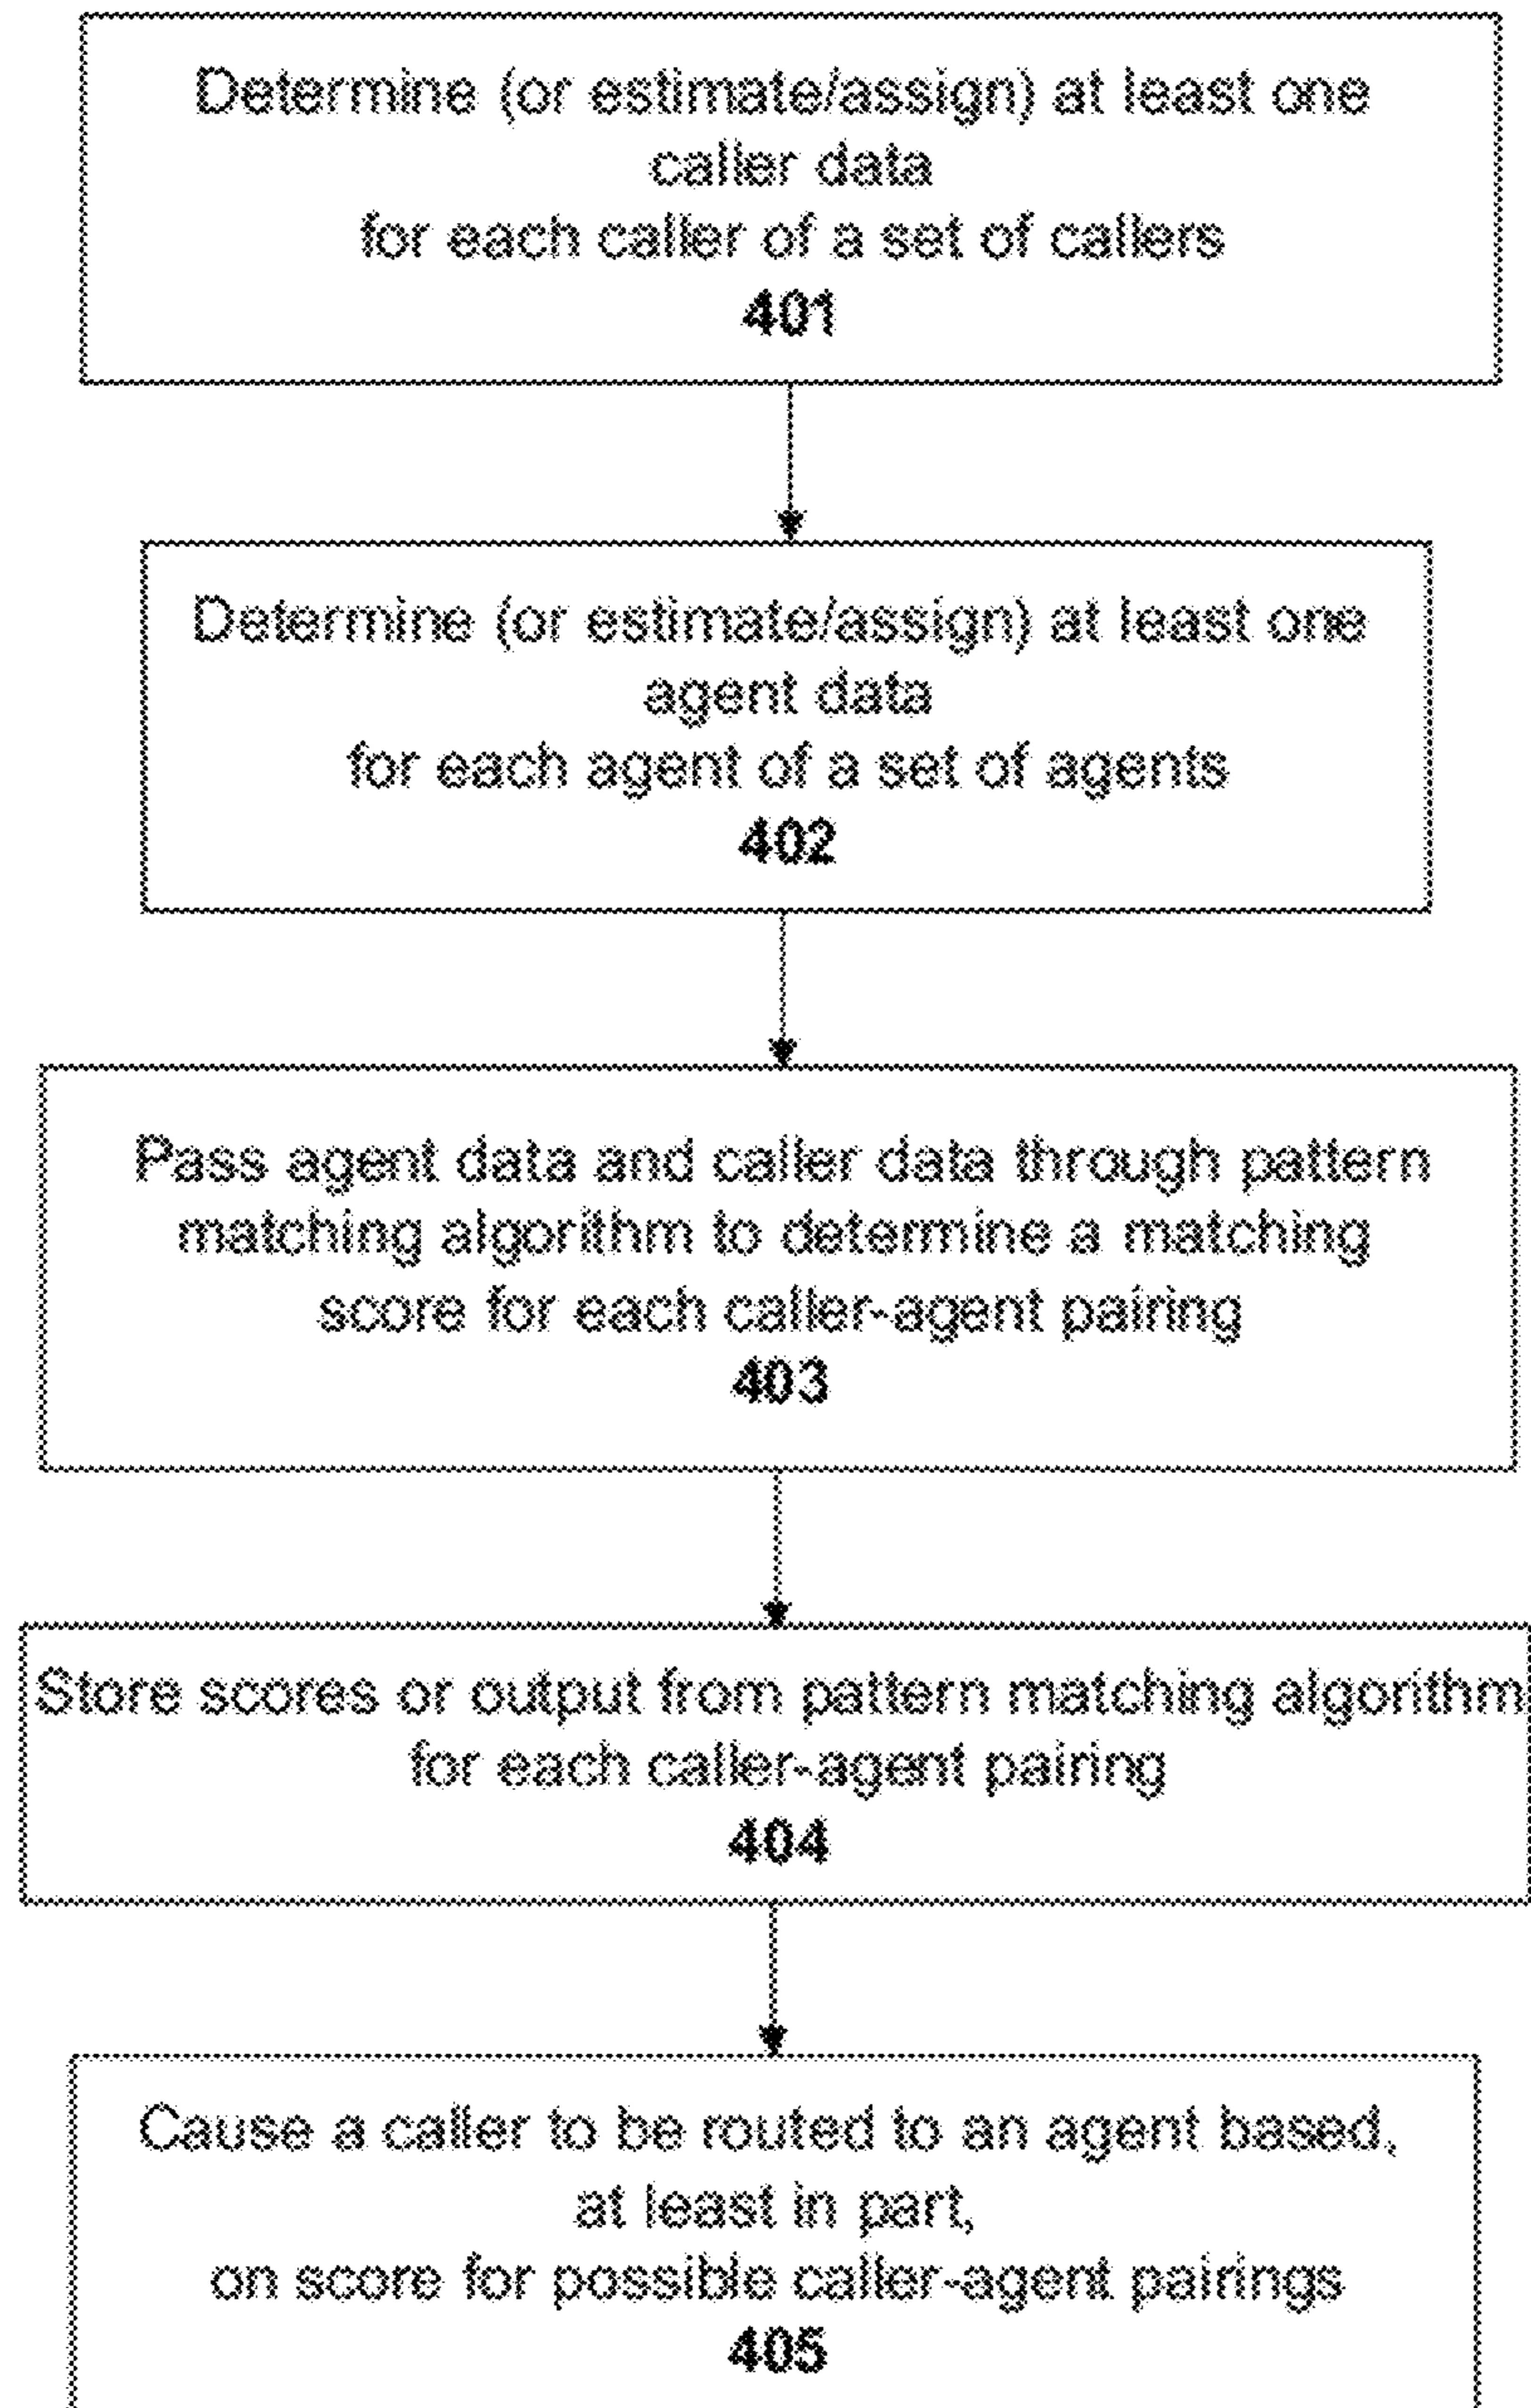 Determine (or estimate/assign) at least one
caller data
for each caller of a set of callers
401
Determine (or estimate/assign) at least one
agent data
for each agent of a set of agents
402
Pass agent data and caller data through pattern
matching algorithm to determine a matching
score for each caller-agent pairing
403
Store scores or output from pattern matching algorithm
for each caller-agent pairing
404
Cause a caller to be routed to an agent based,
at least in part,
on score for possible caller-agent pairings
405